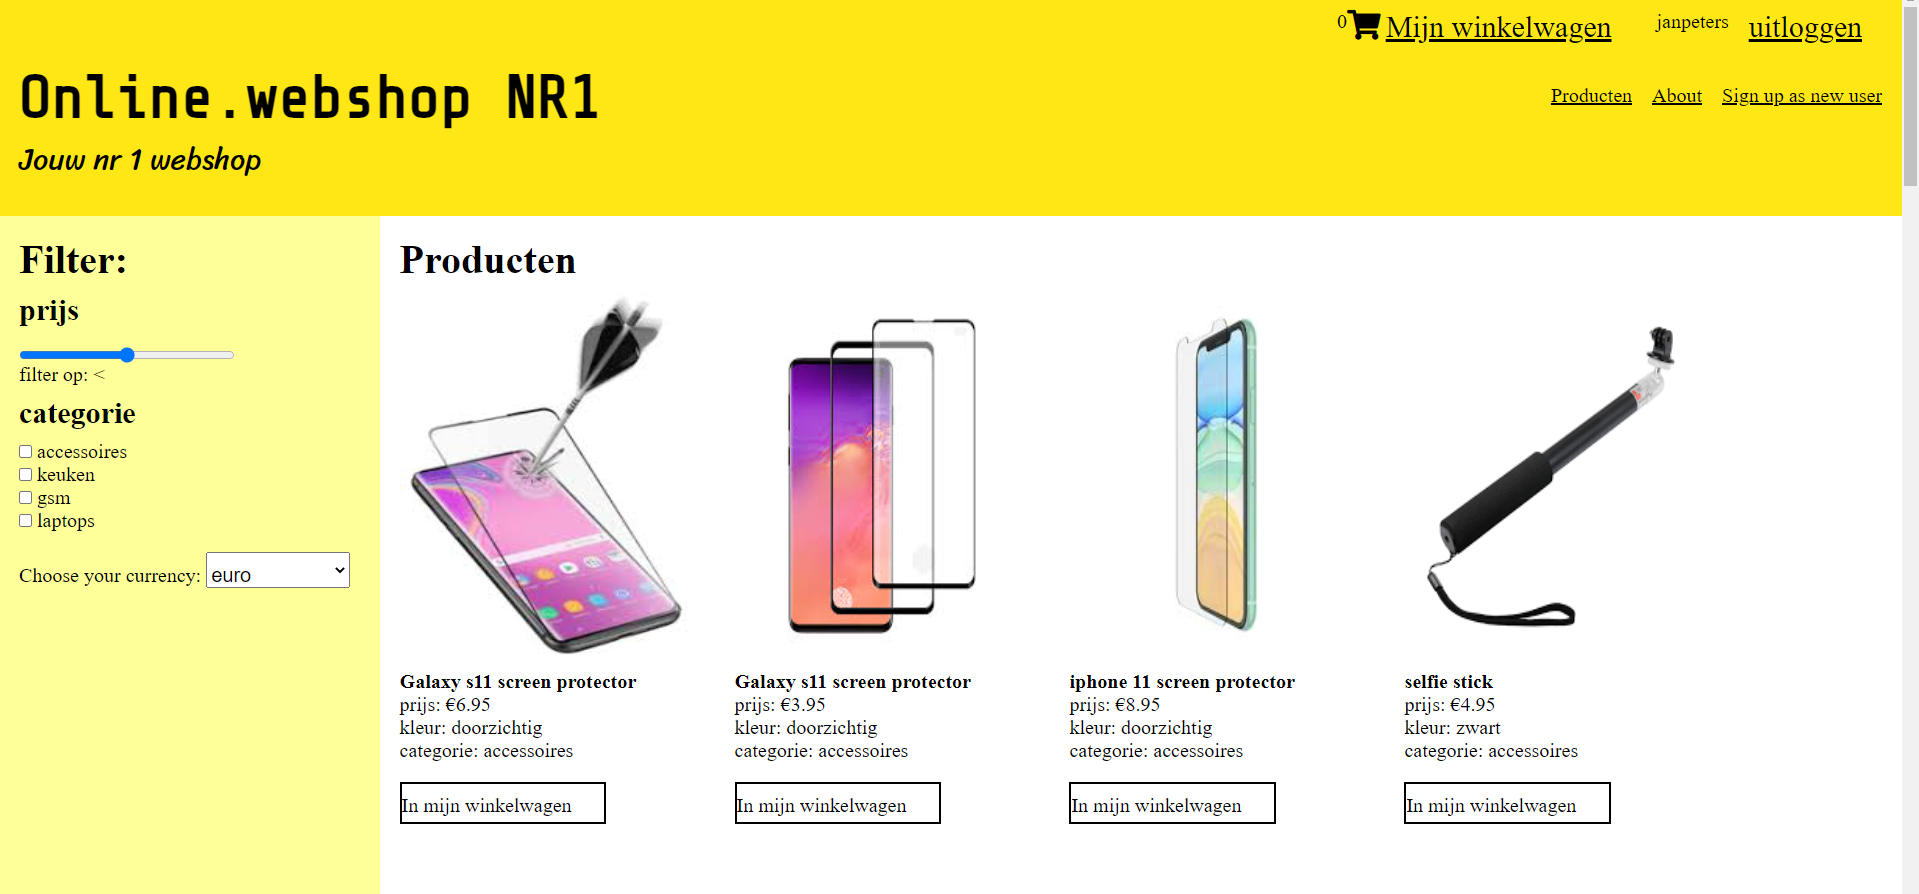 0 Mijn winkelwagen janpeters uitloggen
Online.webshop NR1
Producten About Sign up as new user
Jouw nr 1 webshop
Filter:
prijs
filter op: <
categorie
accessoires
keuken
gsm
laptops
Choose your currency: euro
Producten
Galaxy s11 screen protector
prijs: €6.95
kleur: doorzichtig
categorie: accessoires
In mijn winkelwagen
Galaxy s11 screen protector
prijs: €3.95
kleur: doorzichtig
categorie: accessoires
In mijn winkelwagen
iphone 11 screen protector
prijs: €8.95
kleur: doorzichtig
categorie: accessoires
In mijn winkelwagen
selfie stick
prijs: €4.95
kleur: zwart
categorie: accessoires
In mijn winkelwagen